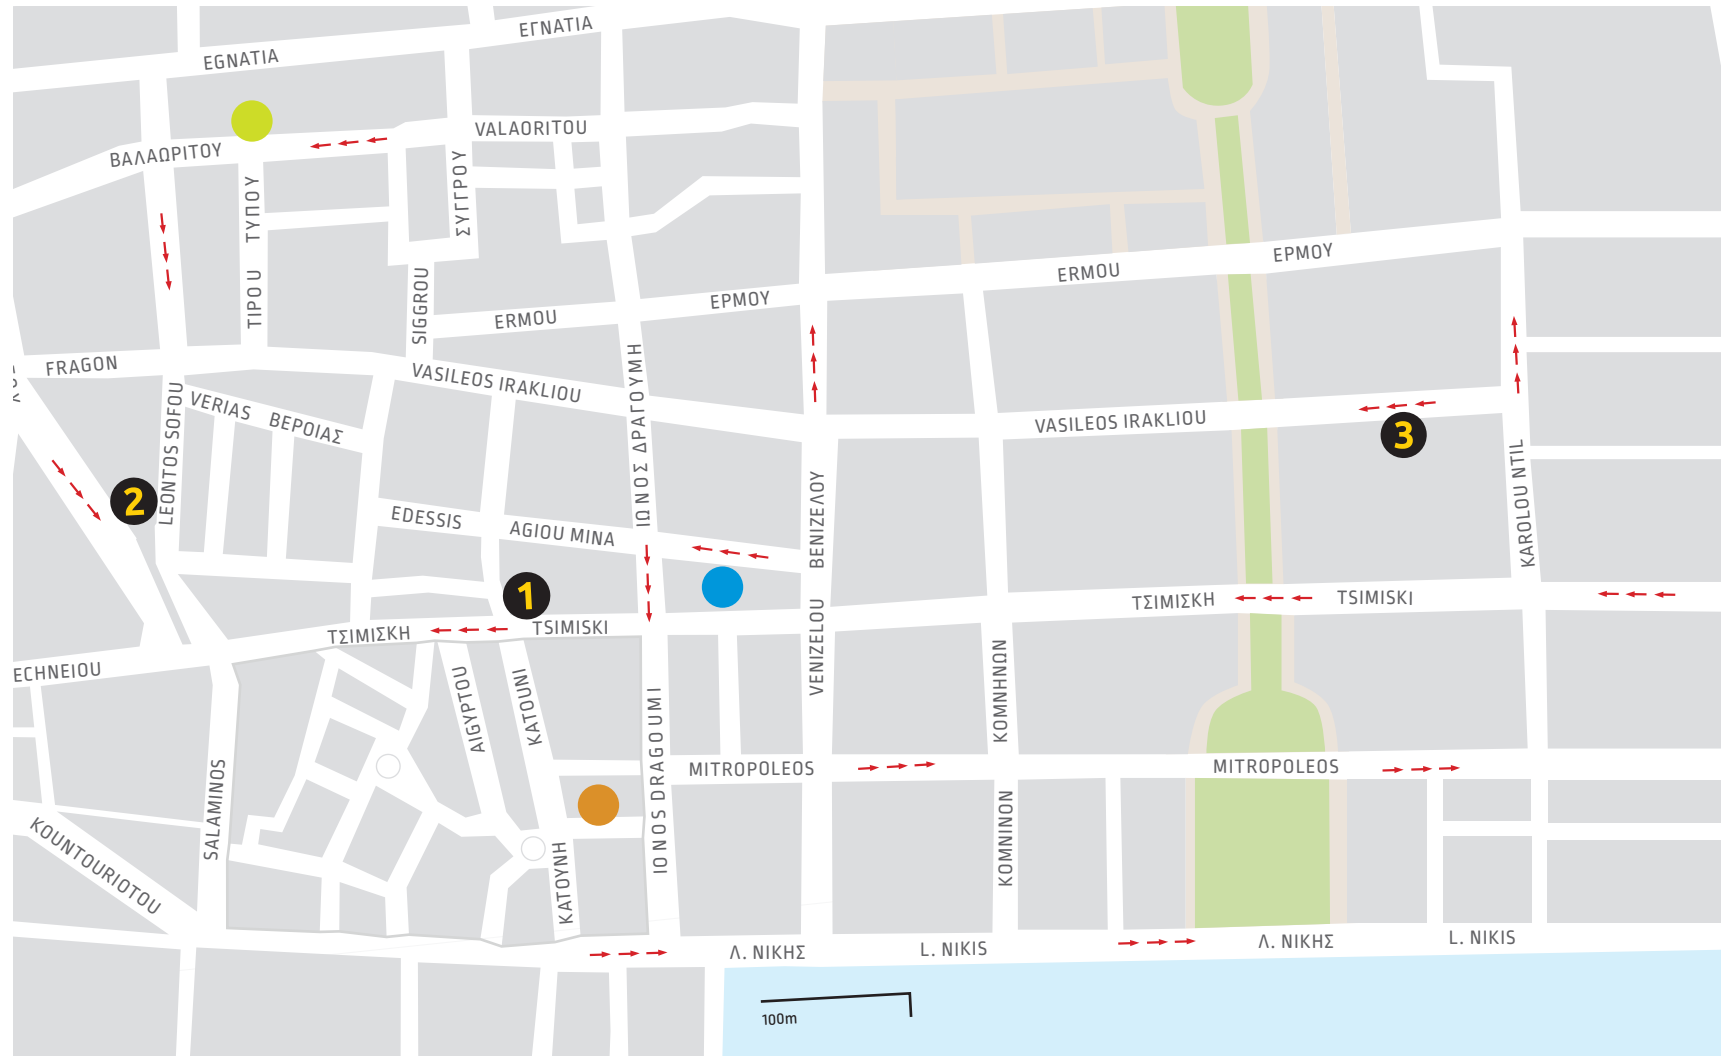 ΕΓΝΑΤΙΑ
EGNATIA
VALAORITOU
ΒΑΛΑΩΡΙΤΟΥ
ΣΥΓΓΡΟΥ
ΤΥΠΟΥ
TIPOU
SIGGROU
ΕΡΜΟΥ
ERMOU
ERMOU
ΕΡΜΟΥ
FRAGON
VASILEOS IRAKLIOU
VASILEOS IRAKLIOU
VERIAS
ΒΕΡΟΙΑΣ
LEONTOS SOFOU
ΙΩΝΟΣ ΔΡΑΓΟΥΜΗ
3
2
EDESSIS
AGIOU MINA
ΒΕΝΙΖΕΛΟΥ
KAROLOU NTIL
1
ΤΣΙΜΙΣΚΗ
TSIMISKI
VENIZELOU
ΤΣΙΜΙΣΚΗ
TSIMISKI
ECHNEIOU
AIGYPTOU
KATOUNI
IONOS DRAGOUMI
ΚΟΜΝΗΝΩΝ
MITROPOLEOS
MITROPOLEOS
SALAMINOS
KOUNTOURIOTOU
ΚΑΤΟΥΝΗ
KOMNINON
Λ. ΝΙΚΗΣ
L. NIKIS
Λ. ΝΙΚΗΣ
L. NIKIS
100m